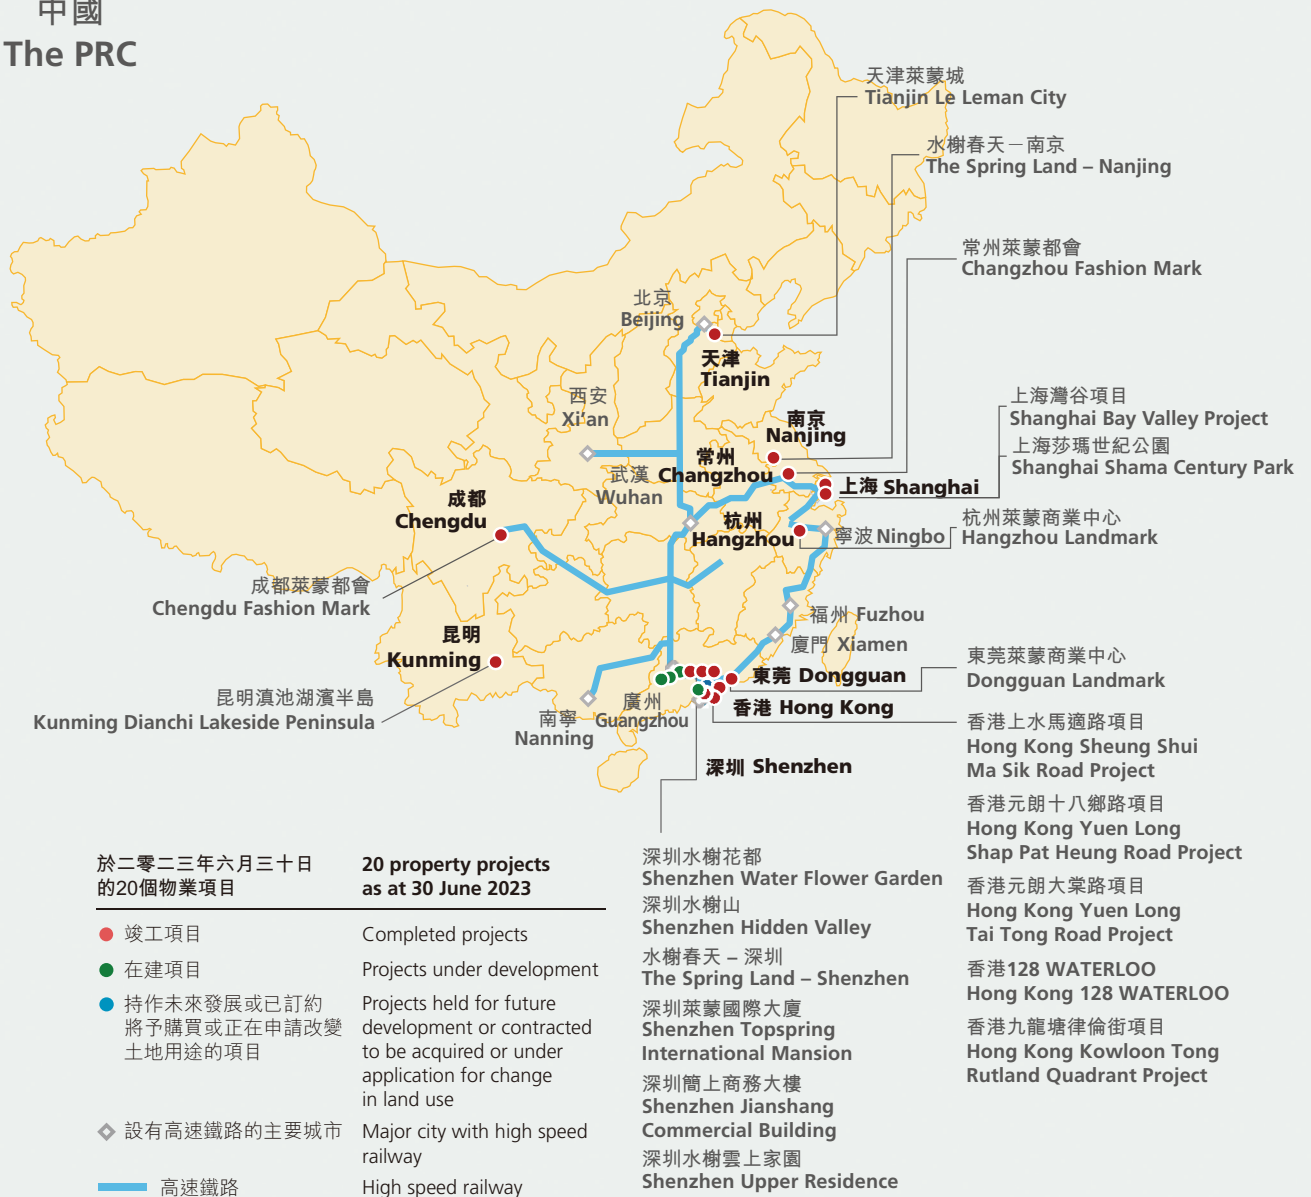 中國
The PRC
天津萊蒙城
Tianjin Le Leman City
水榭春天－南京
The Spring Land – Nanjing
常州萊蒙都會
Changzhou Fashion Mark
北京
Beijing
天津
Tianjin
西安
Xi’an
南京
Nanjing
上海灣谷項目
Shanghai Bay Valley Project
上海莎瑪世紀公園
Shanghai Shama Century Park
常州
Changzhou
武漢
Wuhan
上海 Shanghai
成都
Chengdu
杭州
Hangzhou
寧波 Ningbo
杭州萊蒙商業中心
Hangzhou Landmark
成都萊蒙都會
Chengdu Fashion Mark
福州 Fuzhou
廈門 Xiamen
昆明
Kunming
東莞 Dongguan
東莞萊蒙商業中心
Dongguan Landmark
昆明滇池湖濱半島
Kunming Dianchi Lakeside Peninsula
南寧
Nanning
廣州
Guangzhou
香港 Hong Kong
深圳 Shenzhen
香港上水馬適路項目
Hong Kong Sheung Shui
Ma Sik Road Project
香港元朗十八鄉路項目
Hong Kong Yuen Long
Shap Pat Heung Road Project
香港元朗大棠路項目
Hong Kong Yuen Long
Tai Tong Road Project
香港128 WATERLOO
Hong Kong 128 WATERLOO
香港九龍塘律倫街項目
Hong Kong Kowloon Tong
Rutland Quadrant Project
深圳水榭花都
Shenzhen Water Flower Garden
深圳水榭山
Shenzhen Hidden Valley
水榭春天 – 深圳
The Spring Land – Shenzhen
深圳萊蒙國際大廈
Shenzhen Topspring
International Mansion
深圳簡上商務大樓
Shenzhen Jianshang
Commercial Building
深圳水榭雲上家園
Shenzhen Upper Residence
於二零二三年六月三十日
的20個物業項目
20 property projects
as at 30 June 2023
竣工項目
Completed projects
在建項目
Projects under development
持作未來發展或已訂約
將予購買或正在申請改變
土地用途的項目
Projects held for future
development or contracted
to be acquired or under
application for change
in land use
設有高速鐵路的主要城市
Major city with high speed
railway
高速鐵路
High speed railway